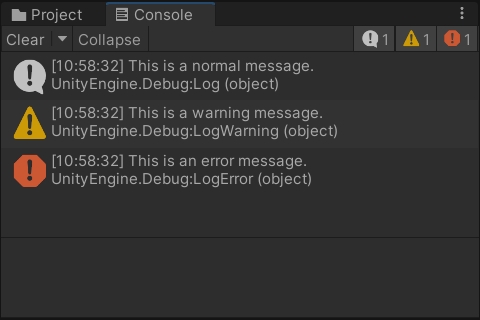 Project Console
Clear Collapse 1 1 1
[10:58:32] This is a normal message.
UnityEngine.Debug:Log (object)
[10:58:32] This is a warning message.
UnityEngine.Debug:LogWarning (object)
[10:58:32] This is an error message.
UnityEngine.Debug:LogError (object)